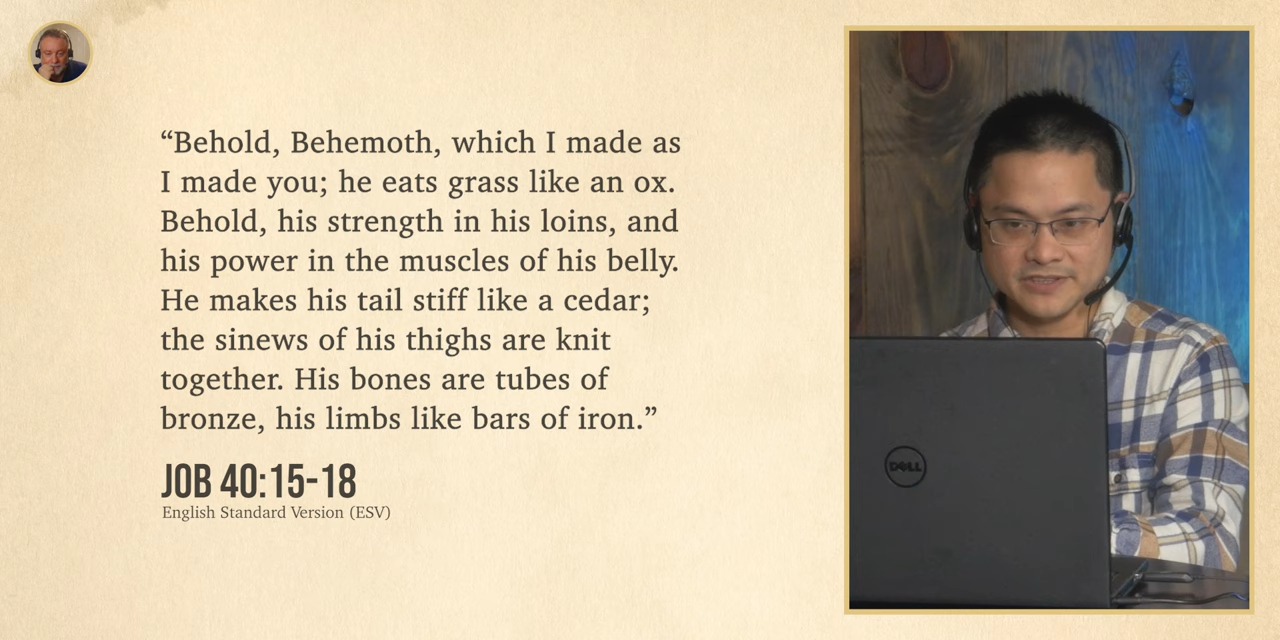 “Behold, Behemoth, which I made as
I made you; he eats grass like an ox.
Behold, his strength in his loins, and
his power in the muscles of his belly.
He makes his tail stiff like a cedar;
the sinews of his thighs are knit
together. His bones are tubes of
bronze, his limbs like bars of iron.”
JOB 40:15-18
English Standard Version (ESV)
DELL